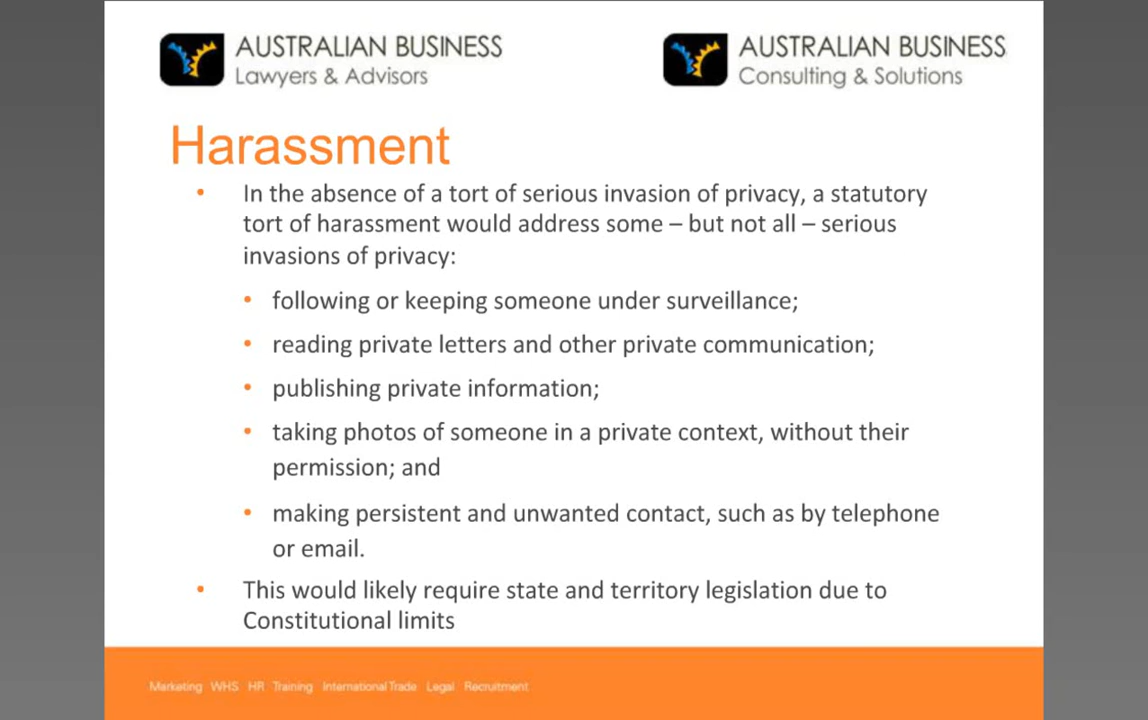 AUSTRALIAN BUSINESS
Lawyers & Advisors
AUSTRALIAN BUSINESS
Consulting & Solutions
Harassment
• In the absence of a tort of serious invasion of privacy, a statutory
tort of harassment would address some – but not all – serious
invasions of privacy:
• following or keeping someone under surveillance;
• reading private letters and other private communication;
• publishing private information;
• taking photos of someone in a private context, without their
permission; and
• making persistent and unwanted contact, such as by telephone
or email.
• This would likely require state and territory legislation due to
Constitutional limits
Marketing WHS HR Training International Trade Legal Recruitment